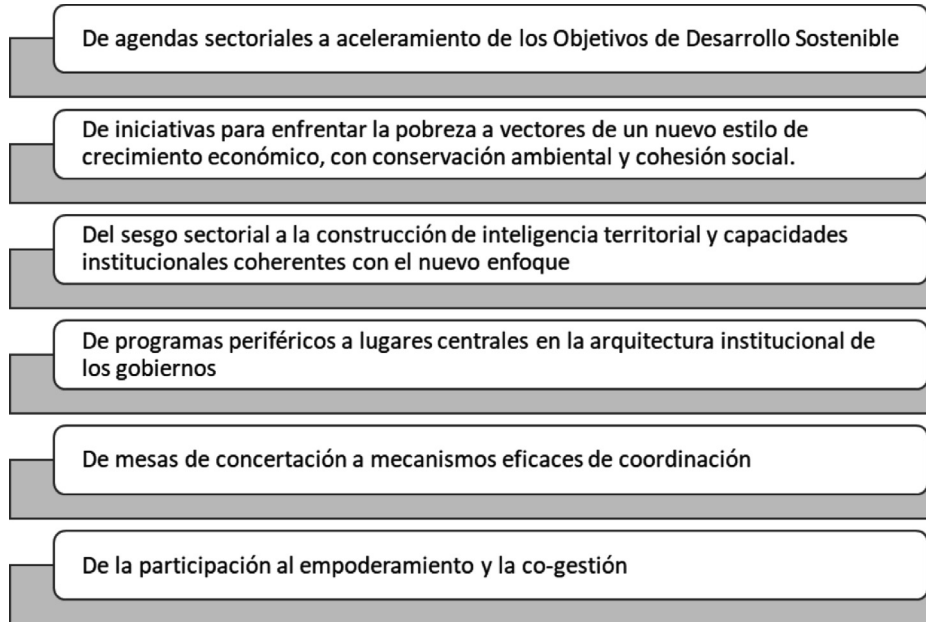 De agendas sectoriales a aceleramiento de los Objetivos de Desarrollo Sostenible
De iniciativas para enfrentar la pobreza a vectores de un nuevo estilo de
crecimiento económico, con conservación ambiental y cohesión social.
Del sesgo sectorial a la construcción de inteligencia territorial y capacidades
institucionales coherentes con el nuevo enfoque
De programas periféricos a lugares centrales en la arquitectura institucional de
los gobiernos
De mesas de concertación a mecanismos eficaces de coordinación
De la participación al empoderamiento y la co-gestión